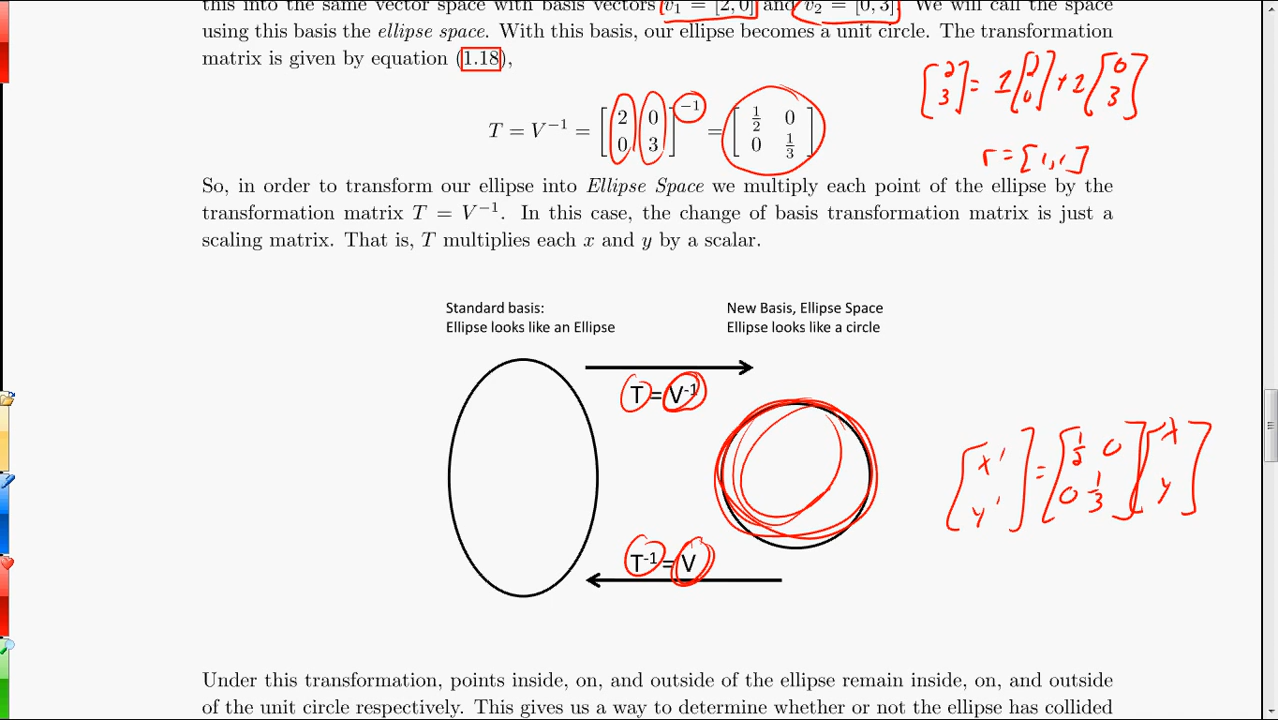 this into the same vector space with basis vectors v₁ = [2, 0] and v₂ = [0, 3]. We will call the space
using this basis the ellipse space. With this basis, our ellipse becomes a unit circle. The transformation
matrix is given by equation (1.18),
[2 3] = 1[2 0] + 1[0 3]
T = V⁻¹ = [2 0 0 3]⁻¹ = [1/2 0 0 1/3]
r = [1, 1]
So, in order to transform our ellipse into Ellipse Space we multiply each point of the ellipse by the
transformation matrix T = V⁻¹. In this case, the change of basis transformation matrix is just a
scaling matrix. That is, T multiplies each x and y by a scalar.
Standard basis:
Ellipse looks like an Ellipse
New Basis, Ellipse Space
Ellipse looks like a circle
T = V⁻¹
[x' y'] = [1/2 0 0 1/3] [x y]
T⁻¹ = V
Under this transformation, points inside, on, and outside of the ellipse remain inside, on, and outside
of the unit circle respectively. This gives us a way to determine whether or not the ellipse has collided